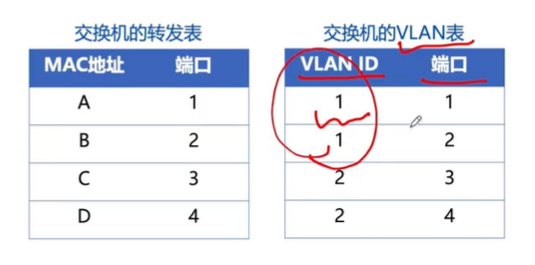 交换机的转发表
MAC地址 端口
A 1
B 2
C 3
D 4
交换机的VLAN表
VLAN ID 端口
1 1
1 2
2 3
2 4